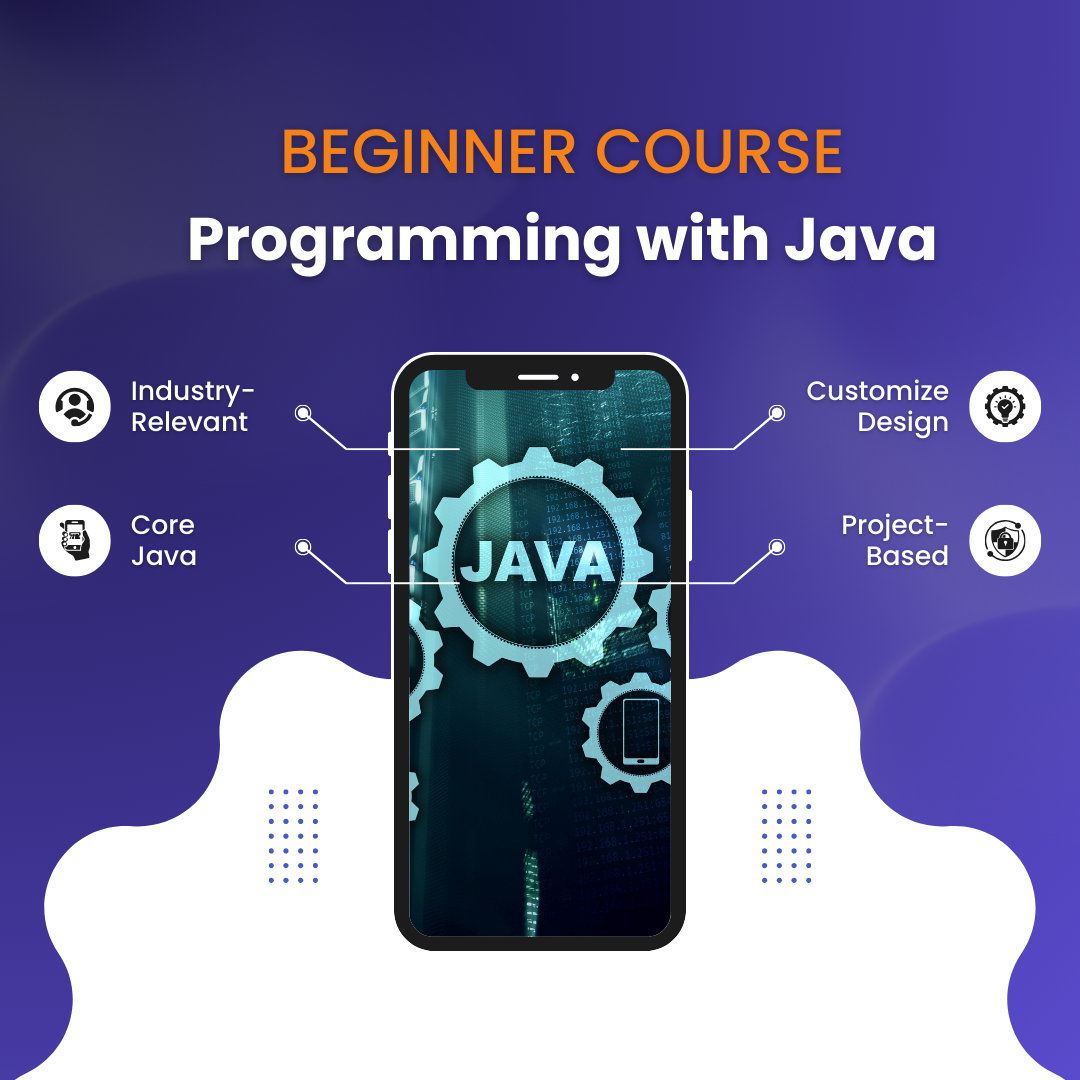 BEGINNER COURSE
Programming with Java
Industry-
Relevant
Customize
Design
Core
Java
Project-
Based
JAVA